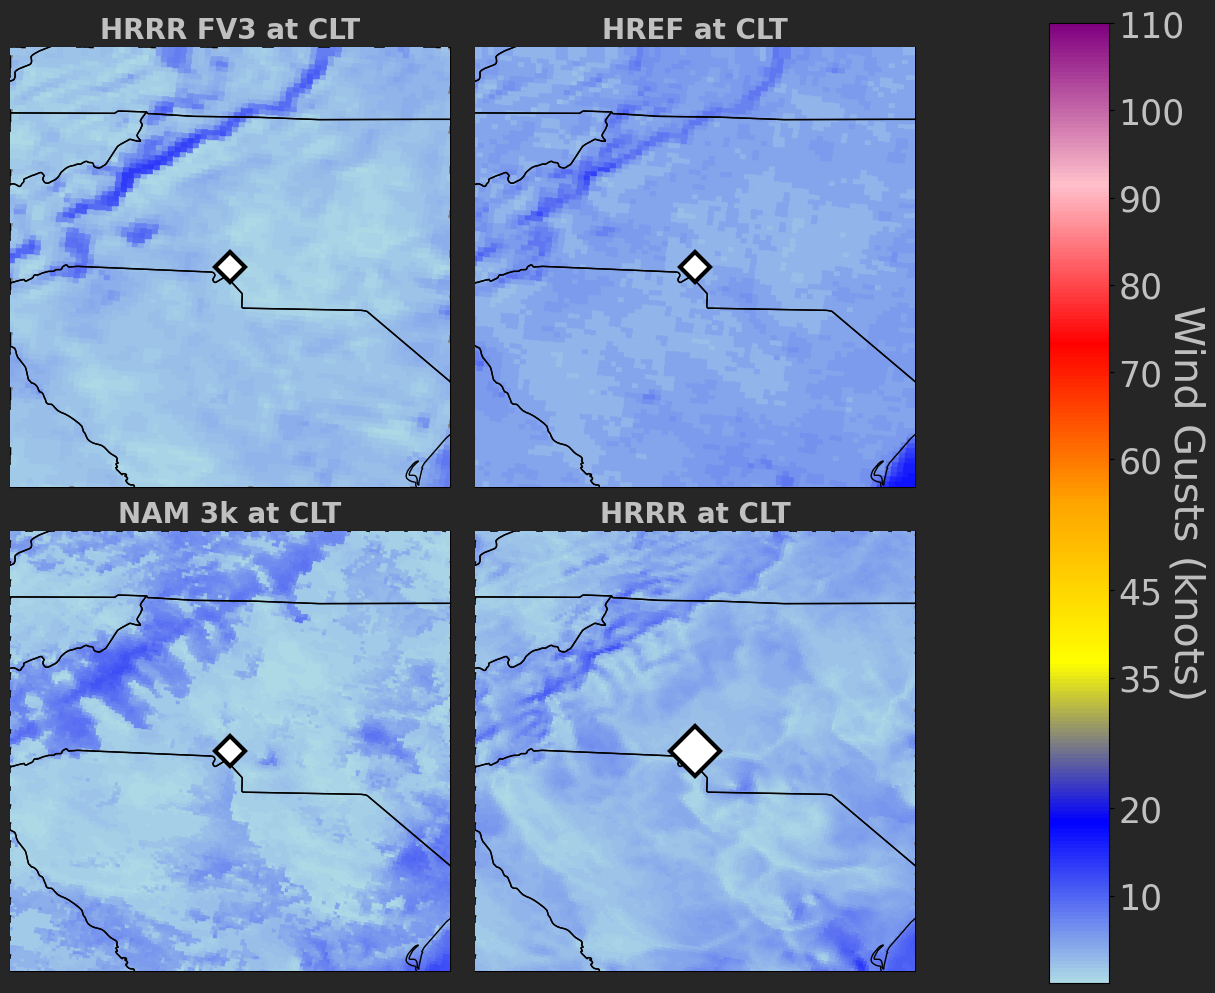 HRRR FV3 at CLT
HREF at CLT
NAM 3k at CLT
HRRR at CLT
110
100
90
80
70
60
45
35
20
10
Wind Gusts (knots)